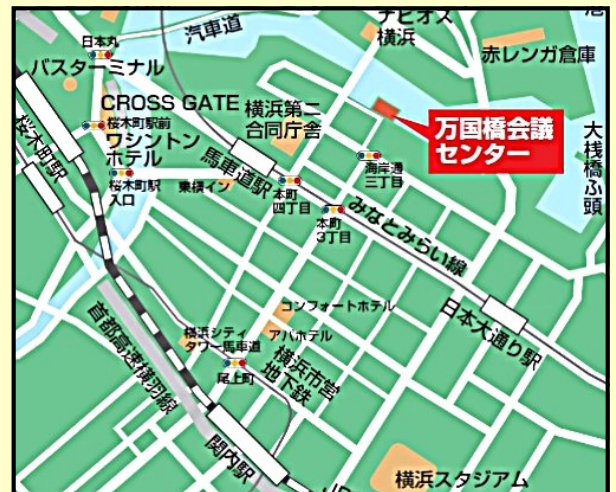 ナビオス
横浜
汽車道
日本丸
バスターミナル
赤レンガ倉庫
CROSS GATE
桜木町駅前
ワシントン
ホテル
桜木町駅
桜木町駅
入口
東横イン
横浜第二
合同庁舎
馬車道駅
万国橋会議
センター
大桟橋ふ頭
海岸通
三丁目
本町
四丁目
本町
3丁目
みなとみらい線
日本大通り駅
コンフォートホテル
アパホテル
横浜シティ
タワー馬車道
尾上町
横浜市営
地下鉄
首都高速横羽線
関内駅
横浜スタジアム